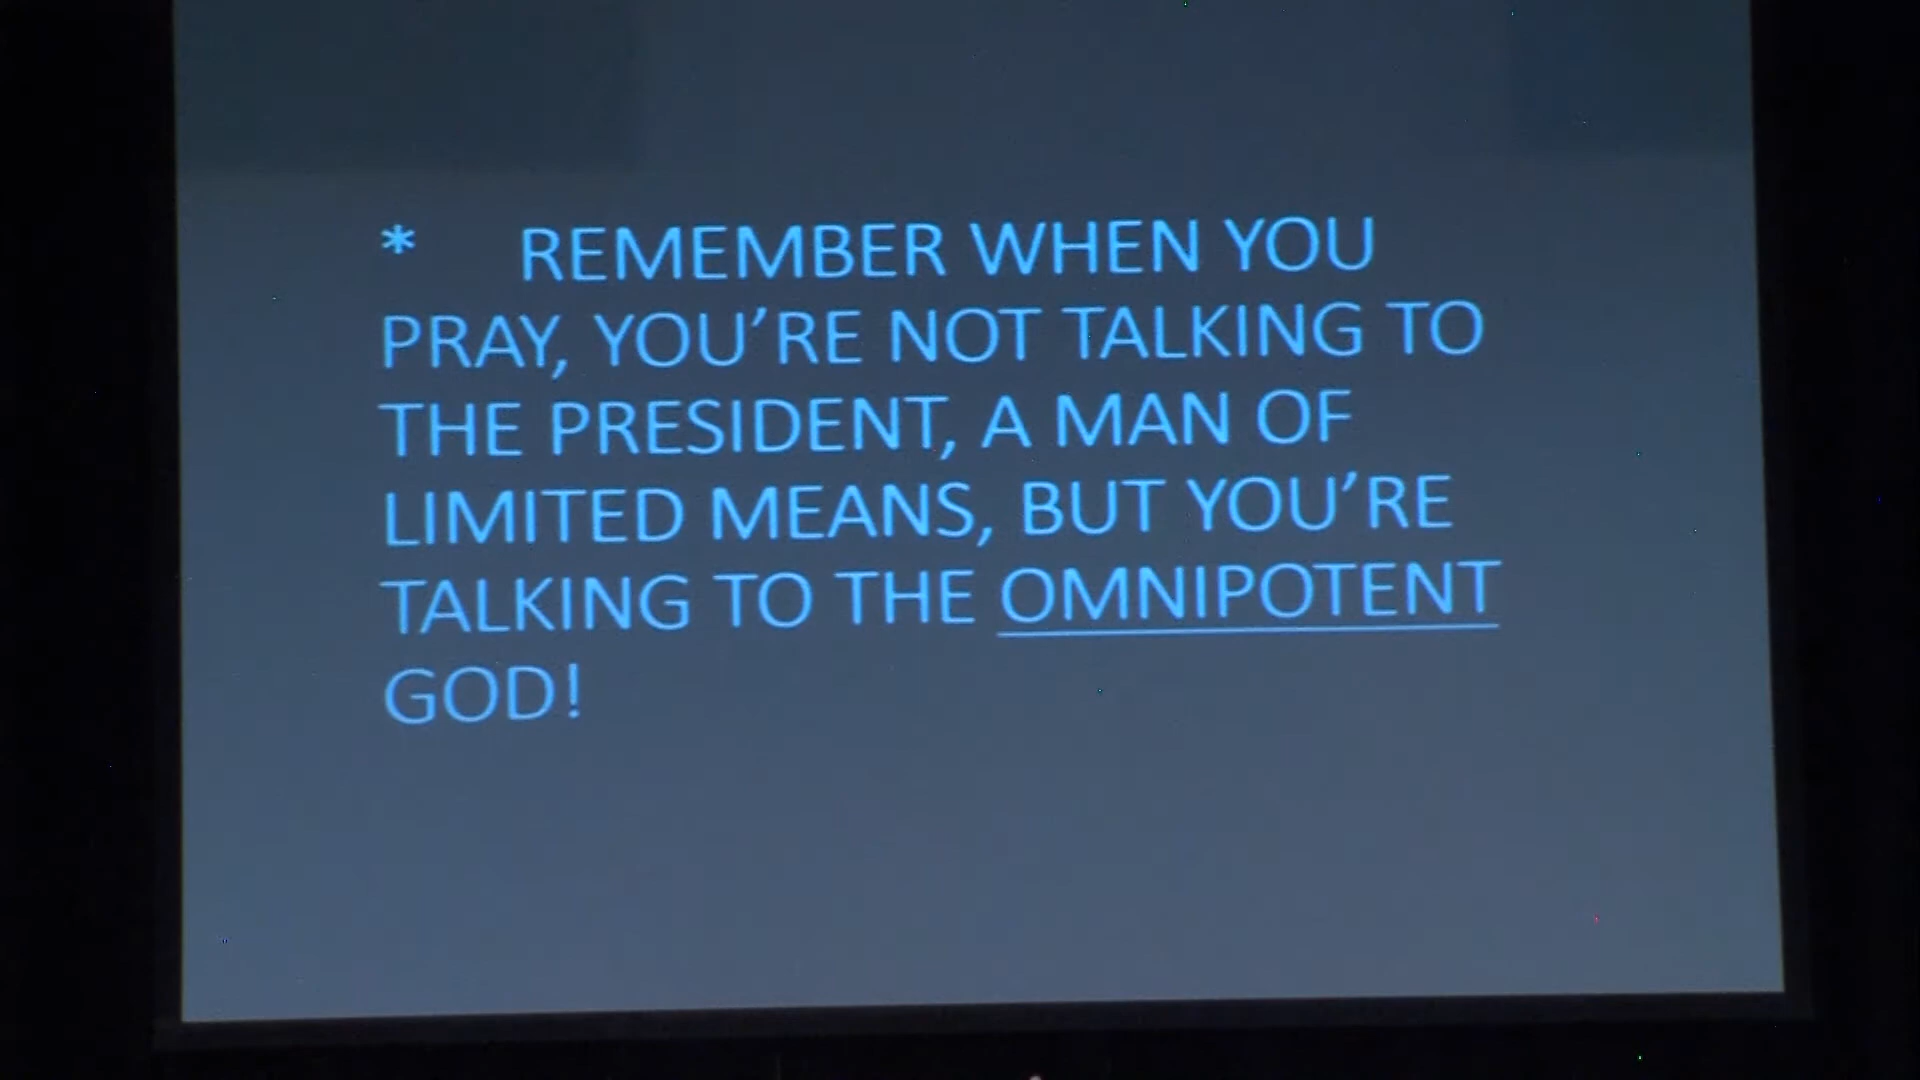 * REMEMBER WHEN YOU
PRAY, YOU’RE NOT TALKING TO
THE PRESIDENT, A MAN OF
LIMITED MEANS, BUT YOU’RE
TALKING TO THE OMNIPOTENT
GOD!